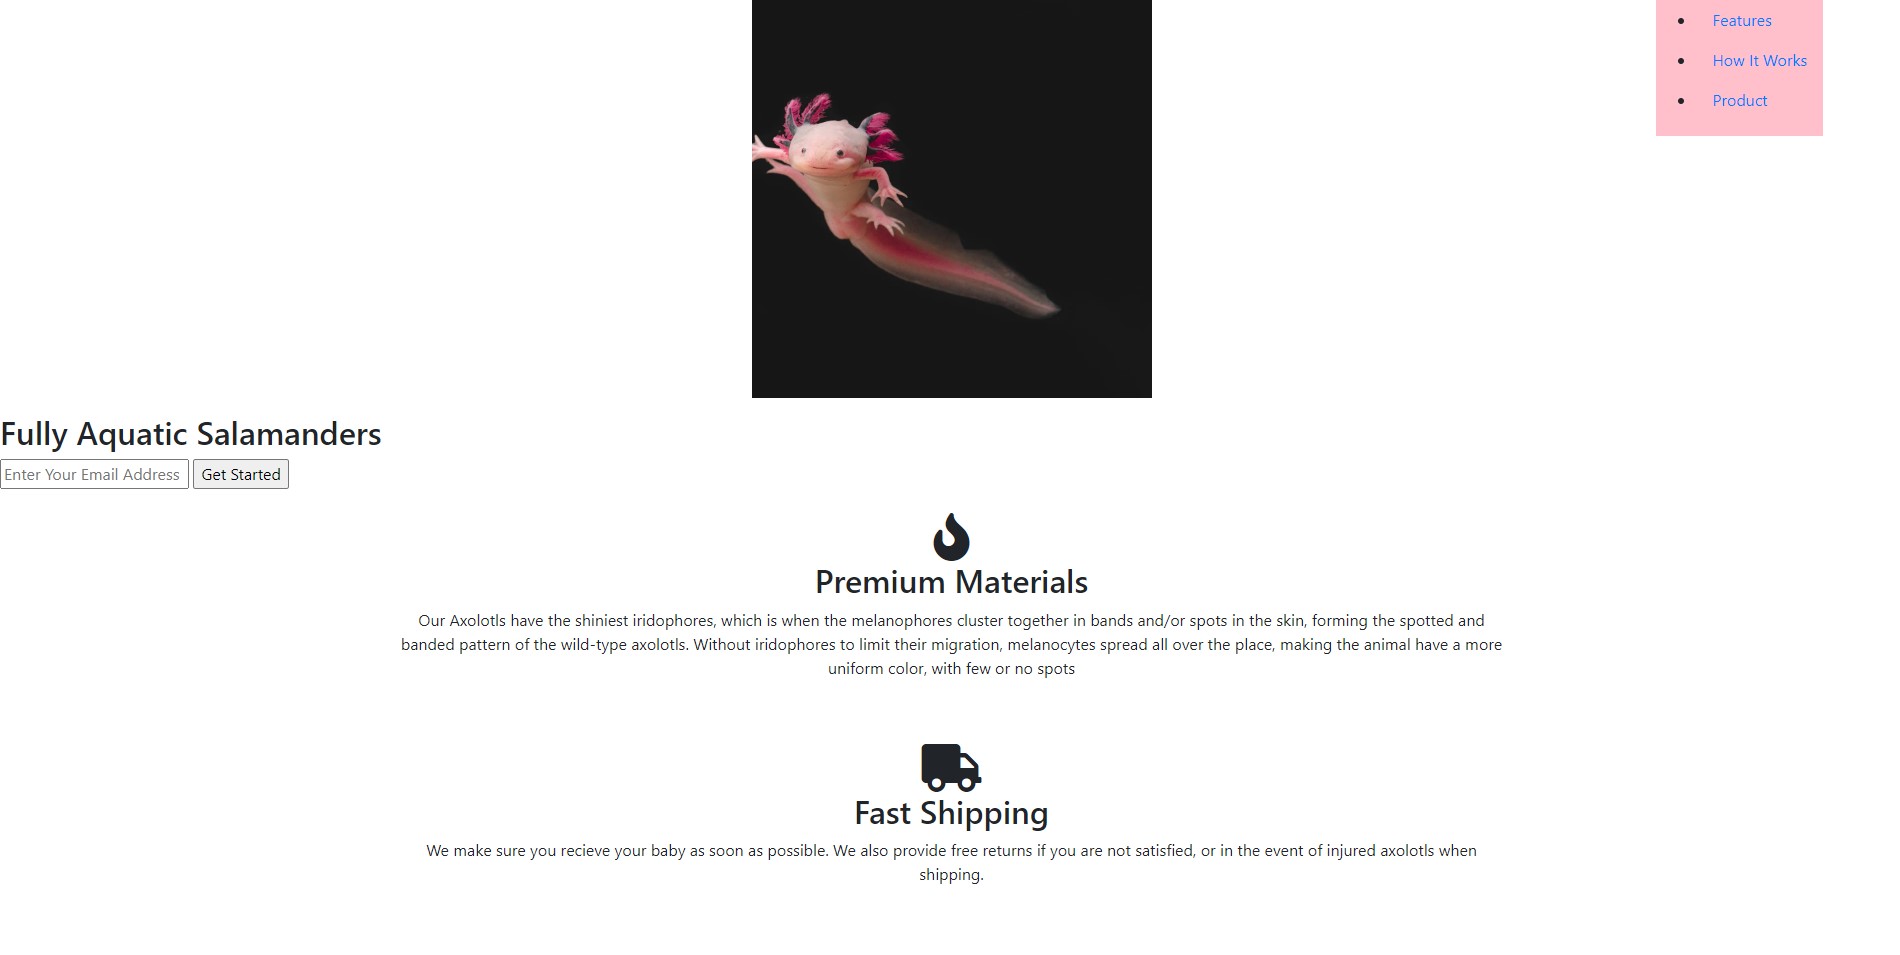 Features
How It Works
Product
Fully Aquatic Salamanders
Enter Your Email Address Get Started
Premium Materials
Our Axolotls have the shiniest iridophores, which is when the melanophores cluster together in bands and/or spots in the skin, forming the spotted and
banded pattern of the wild-type axolotls. Without iridophores to limit their migration, melanocytes spread all over the place, making the animal have a more
uniform color, with few or no spots
Fast Shipping
We make sure you recieve your baby as soon as possible. We also provide free returns if you are not satisfied, or in the event of injured axolotls when
shipping.